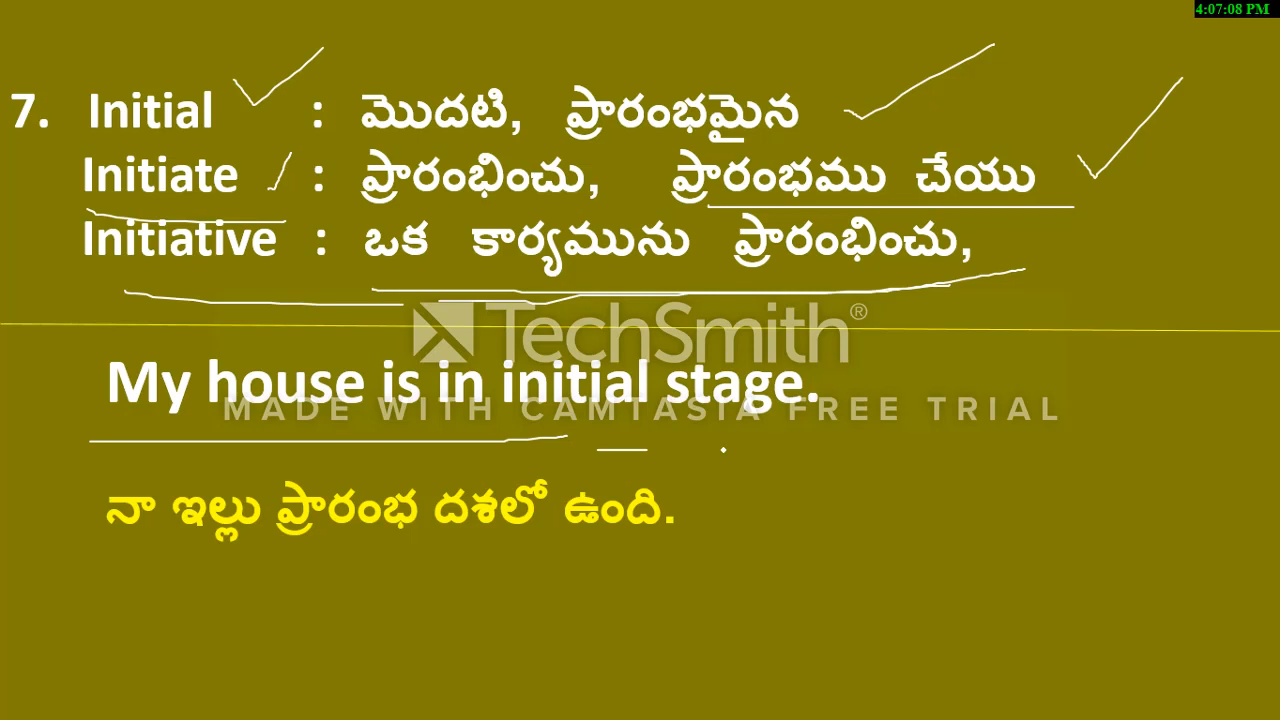 4:07:08 PM
7. Initial : మొదటి, ప్రారంభమైన
Initiate : ప్రారంభించు, ప్రారంభము చేయు
Initiative : ఒక కార్యమును ప్రారంభించు,
TechSmith®
My house is in initial stage.
MADE WITH CAMTASIA FREE TRIAL
నా ఇల్లు ప్రారంభ దశలో ఉంది.